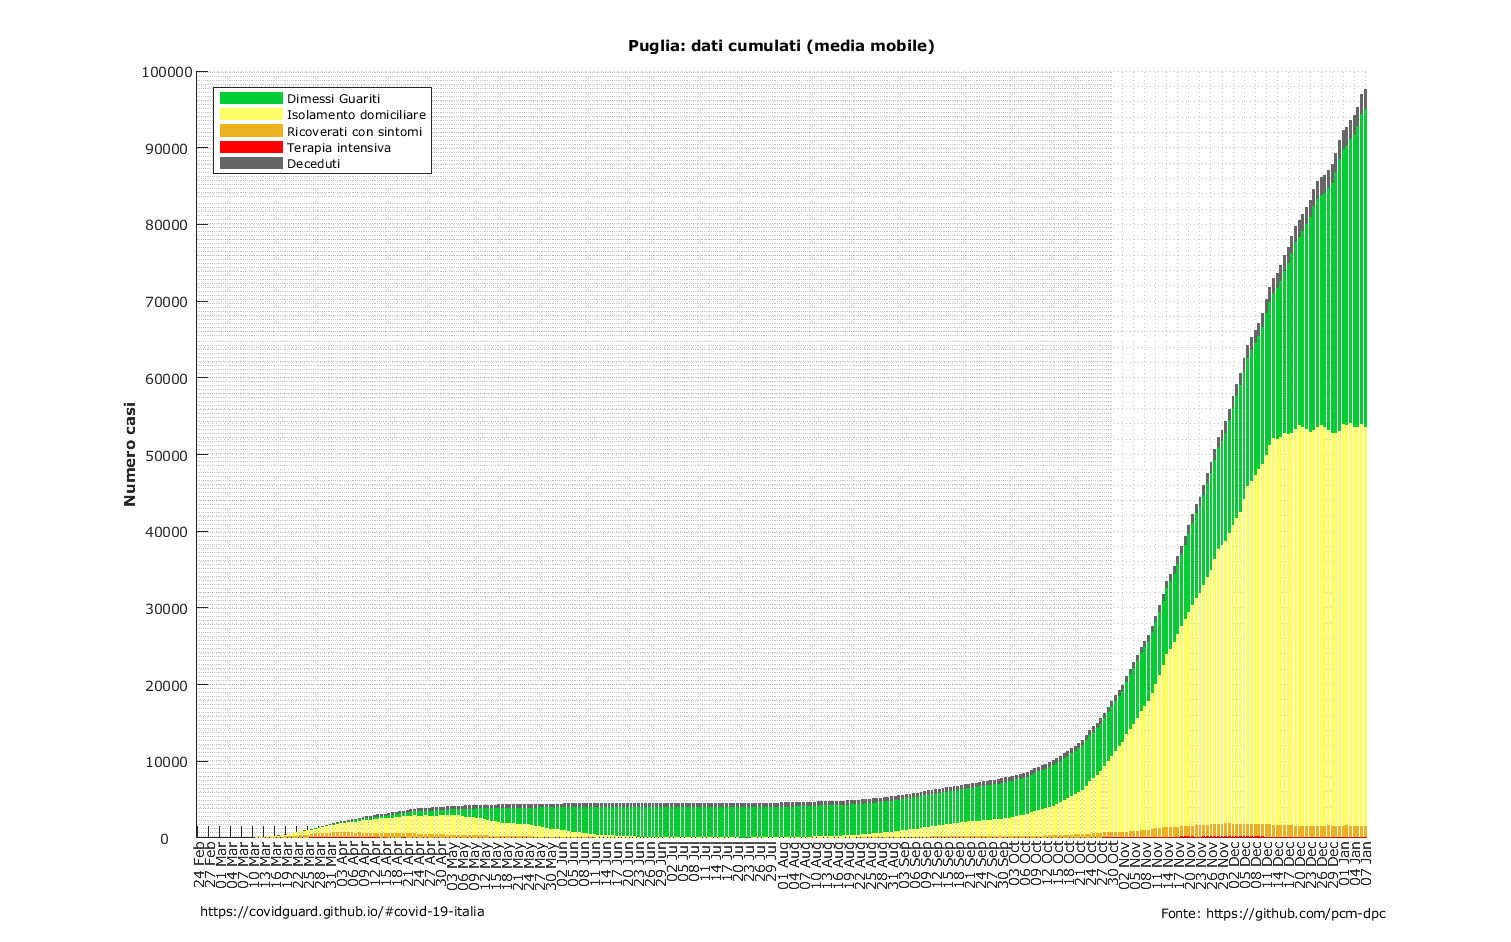 Puglia: dati cumulati (media mobile)
100000
90000
80000
70000
60000
50000
40000
30000
20000
10000
0
Numero casi
Dimessi Guariti
Isolamento domiciliare
Ricoverati con sintomi
Terapia intensiva
Deceduti
24 Feb
27 Feb
01 Mar
04 Mar
07 Mar
10 Mar
13 Mar
16 Mar
19 Mar
22 Mar
25 Mar
28 Mar
31 Mar
03 Apr
06 Apr
09 Apr
12 Apr
15 Apr
18 Apr
21 Apr
24 Apr
27 Apr
30 Apr
03 May
06 May
09 May
12 May
15 May
18 May
21 May
24 May
27 May
30 May
02 Jun
05 Jun
08 Jun
11 Jun
14 Jun
17 Jun
20 Jun
23 Jun
26 Jun
29 Jun
02 Jul
05 Jul
08 Jul
11 Jul
14 Jul
17 Jul
20 Jul
23 Jul
26 Jul
29 Jul
01 Aug
04 Aug
07 Aug
10 Aug
13 Aug
16 Aug
19 Aug
22 Aug
25 Aug
28 Aug
31 Aug
03 Sep
06 Sep
09 Sep
12 Sep
15 Sep
18 Sep
21 Sep
24 Sep
27 Sep
30 Sep
03 Oct
06 Oct
09 Oct
12 Oct
15 Oct
18 Oct
21 Oct
24 Oct
27 Oct
30 Oct
02 Nov
05 Nov
08 Nov
11 Nov
14 Nov
17 Nov
20 Nov
23 Nov
26 Nov
29 Nov
02 Dec
05 Dec
08 Dec
11 Dec
14 Dec
17 Dec
20 Dec
23 Dec
26 Dec
29 Dec
01 Jan
04 Jan
07 Jan
https://covidguard.github.io/#covid-19-italia
Fonte: https://github.com/pcm-dpc